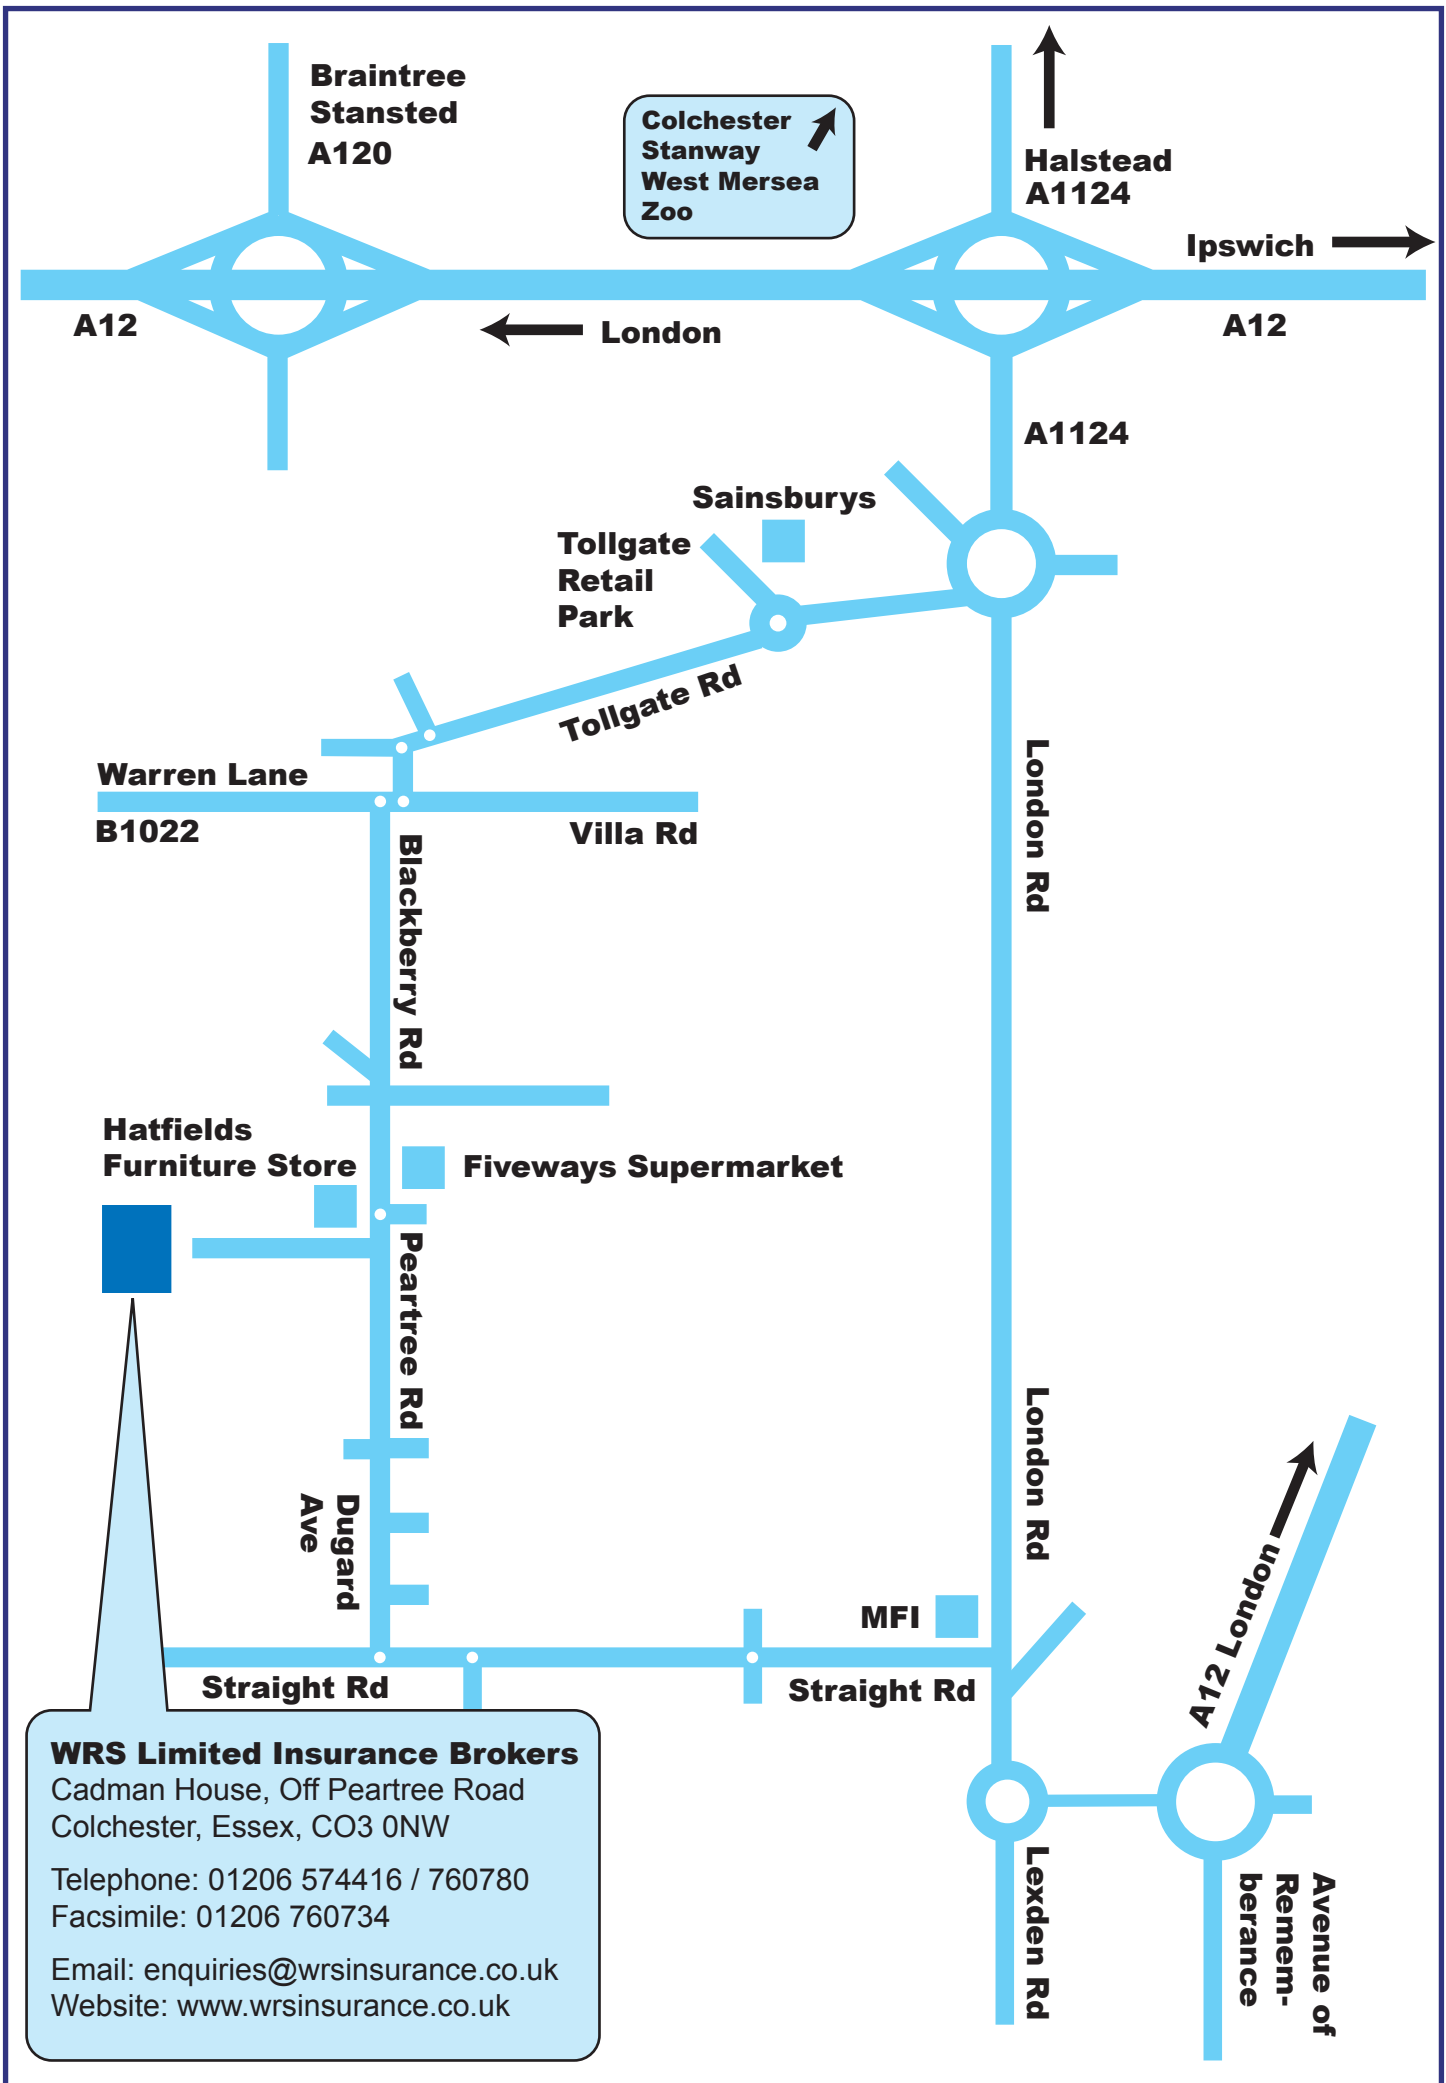 Braintree
Stansted
A120
Colchester
Stanway
West Mersea
Zoo
Halstead
A1124
Ipswich
A12
London
A12
A1124
Sainsburys
Tollgate
Retail
Park
Tollgate Rd
London Rd
Warren Lane
B1022
Villa Rd
Blackberry Rd
Hatfields
Furniture Store
Fiveways Supermarket
Peartree Rd
London Rd
Dugard
Ave
A12 London
MFI
Straight Rd
Straight Rd
WRS Limited Insurance Brokers
Cadman House, Off Peartree Road
Colchester, Essex, CO3 0NW
Telephone: 01206 574416 / 760780
Facsimile: 01206 760734
Email: enquiries@wrsinsurance.co.uk
Website: www.wrsinsurance.co.uk
Lexden Rd
Avenue of
Remem-
berance